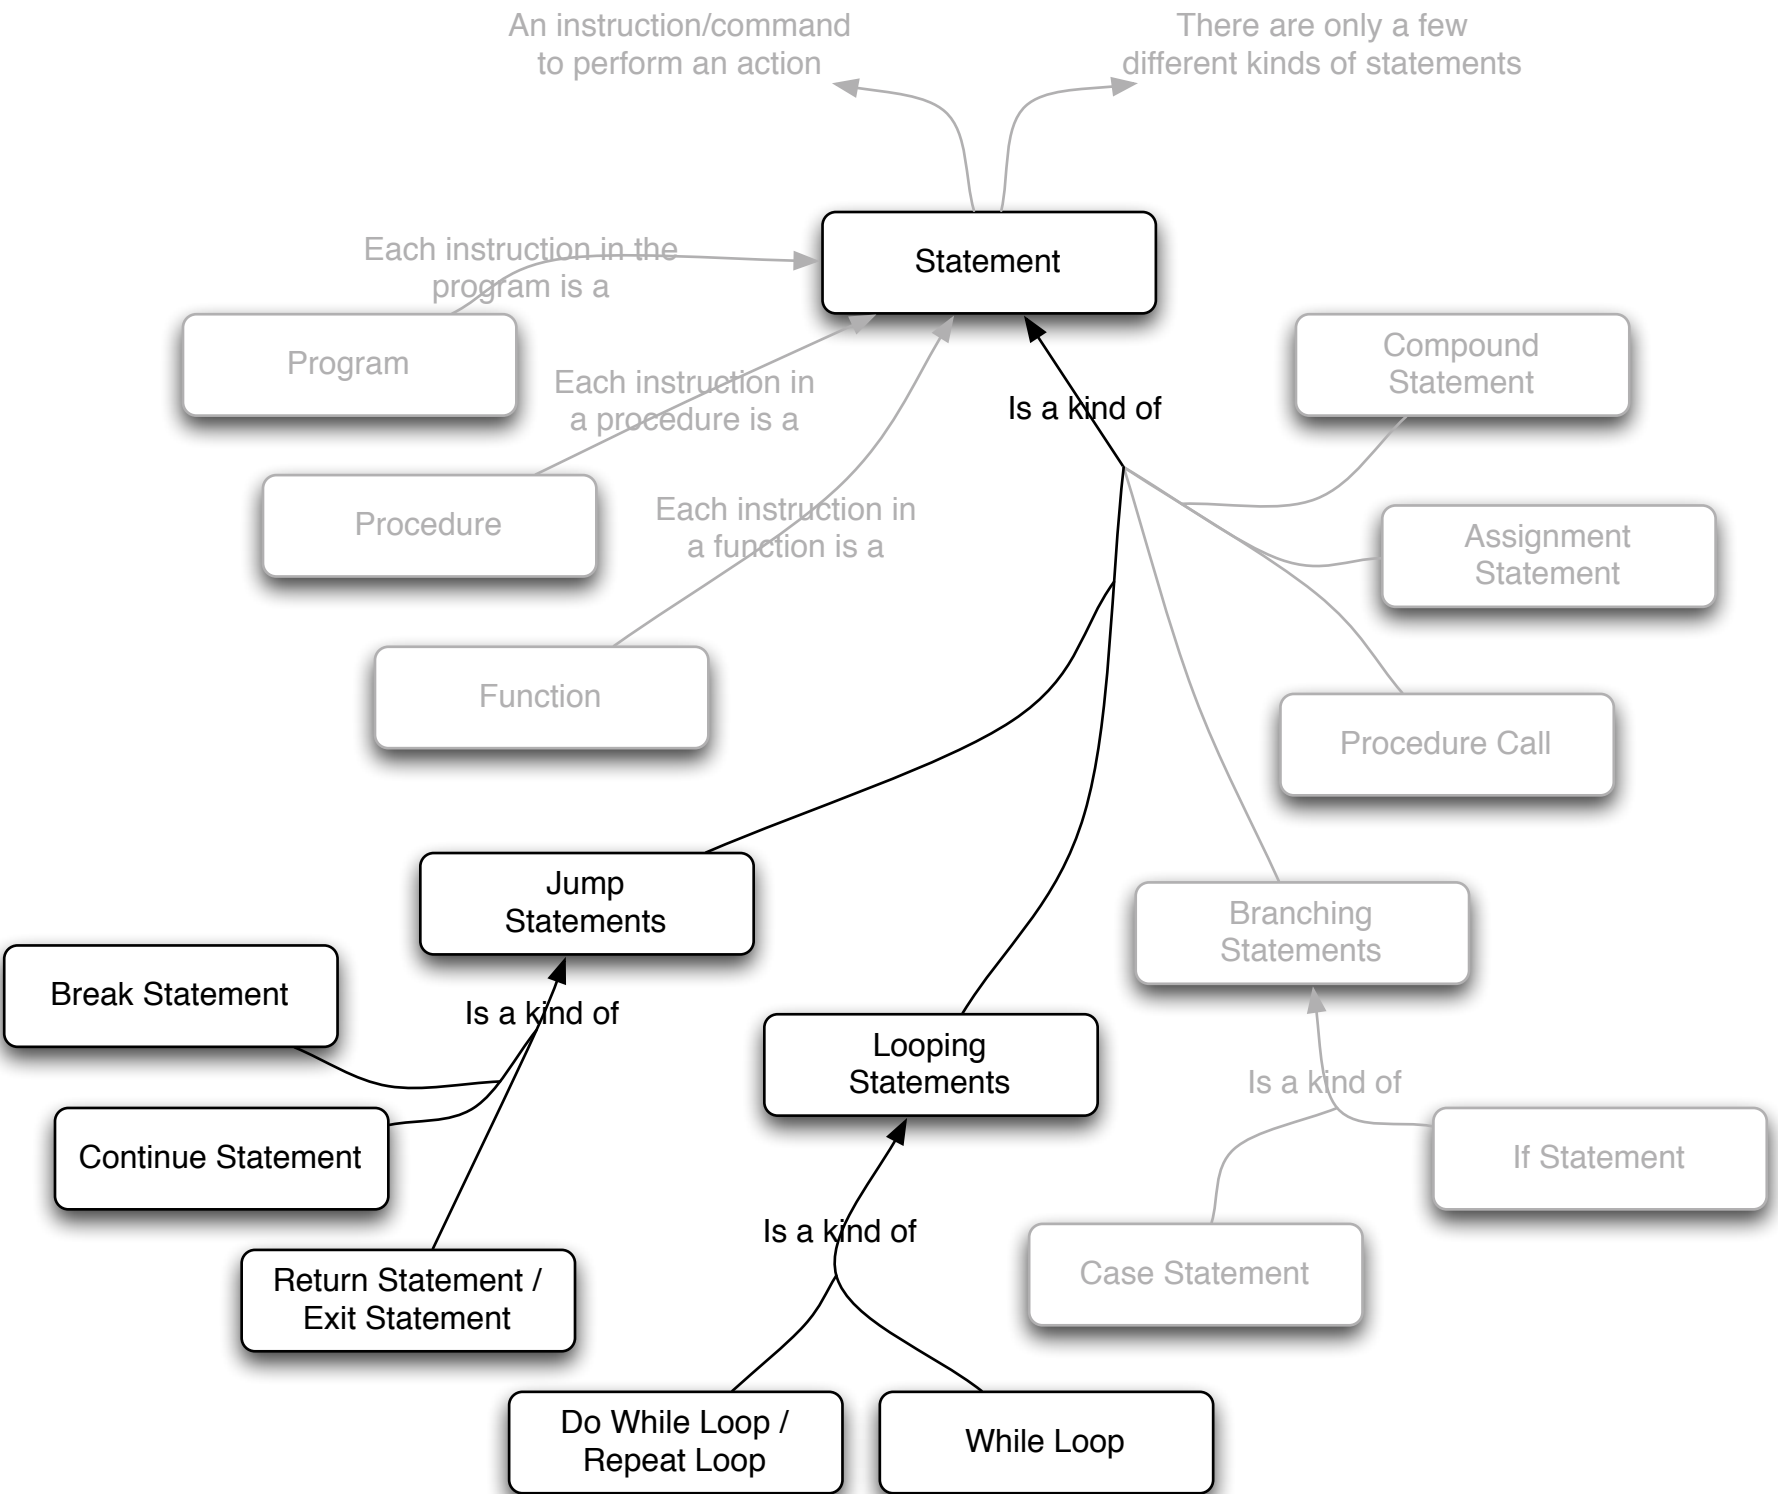 An instruction/command
to perform an action
There are only a few
different kinds of statements
Statement
Each instruction in the
program is a
Program
Each instruction in
a procedure is a
Procedure
Each instruction in
a function is a
Function
Is a kind of
Compound
Statement
Assignment
Statement
Procedure Call
Jump
Statements
Branching
Statements
Break Statement
Is a kind of
Continue Statement
Return Statement /
Exit Statement
Looping
Statements
Is a kind of
If Statement
Case Statement
Is a kind of
Do While Loop /
Repeat Loop
While Loop